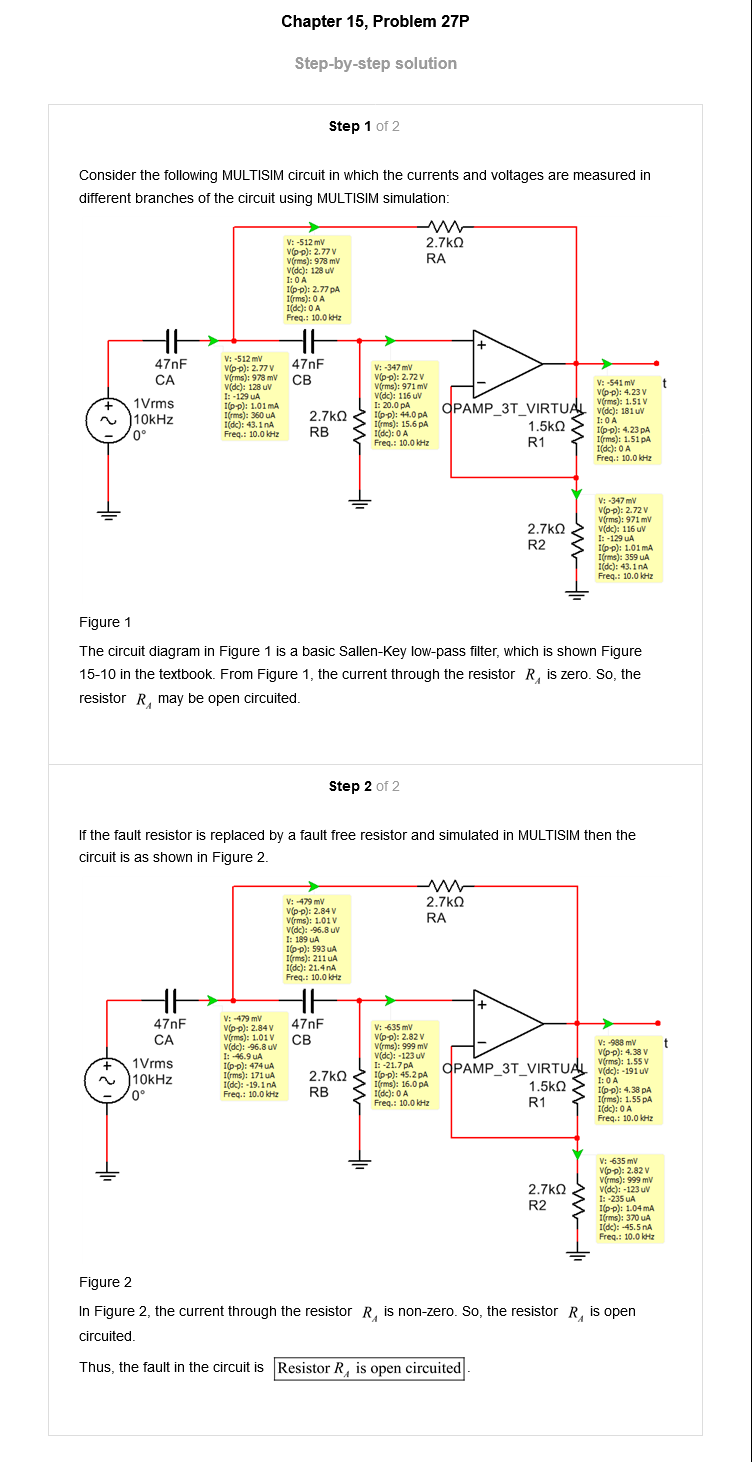 Chapter 15, Problem 27P
Step-by-step solution
Step 1 of 2
Consider the following MULTISIM circuit in which the currents and voltages are measured in
different branches of the circuit using MULTISIM simulation:
2.7kΩ
RA
V: -512 mV
V(p-p): 2.77 V
V(rms): 978 mV
V(dc): 128 uV
I: 0 A
I(p-p): 2.77 pA
I(rms): 0 A
I(dc): 0 A
Freq.: 10.0 kHz
47nF
CA
V: -512 mV
V(p-p): 2.77 V
V(rms): 978 mV
V(dc): 128 uV
I: -129 uA
I(p-p): 1.01 mA
I(rms): 360 uA
I(dc): 43.1 nA
Freq.: 10.0 kHz
47nF
CB
V: -347 mV
V(p-p): 2.72 V
V(rms): 971 mV
V(dc): 116 uV
I: 20.0 pA
I(p-p): 44.0 pA
I(rms): 15.6 pA
I(dc): 0 A
Freq.: 10.0 kHz
+
1Vrms
10kHz
0°
2.7kΩ
RB
OPAMP_3T_VIRTUAL
1.5kΩ
R1
V: -541 mV
V(p-p): 4.23 V
V(rms): 1.51 V
V(dc): 181 uV
I: 0 A
I(p-p): 4.23 pA
I(rms): 1.51 pA
I(dc): 0 A
Freq.: 10.0 kHz
t
2.7kΩ
R2
V: -347 mV
V(p-p): 2.72 V
V(rms): 971 mV
V(dc): 116 uV
I: -129 uA
I(p-p): 1.01 mA
I(rms): 359 uA
I(dc): 43.1 nA
Freq.: 10.0 kHz
Figure 1
The circuit diagram in Figure 1 is a basic Sallen-Key low-pass filter, which is shown Figure
15-10 in the textbook. From Figure 1, the current through the resistor R_A is zero. So, the
resistor R_A may be open circuited.
Step 2 of 2
If the fault resistor is replaced by a fault free resistor and simulated in MULTISIM then the
circuit is as shown in Figure 2.
2.7kΩ
RA
V: -479 mV
V(p-p): 2.84 V
V(rms): 1.01 V
V(dc): -96.8 uV
I: 189 uA
I(p-p): 593 uA
I(rms): 211 uA
I(dc): 21.4 nA
Freq.: 10.0 kHz
47nF
CA
V: -479 mV
V(p-p): 2.84 V
V(rms): 1.01 V
V(dc): -96.8 uV
I: -46.9 uA
I(p-p): 474 uA
I(rms): 171 uA
I(dc): -19.1 nA
Freq.: 10.0 kHz
47nF
CB
V: -635 mV
V(p-p): 2.82 V
V(rms): 999 mV
V(dc): -123 uV
I: -21.7 pA
I(p-p): 45.2 pA
I(rms): 16.0 pA
I(dc): 0 A
Freq.: 10.0 kHz
+
1Vrms
10kHz
0°
2.7kΩ
RB
OPAMP_3T_VIRTUAL
1.5kΩ
R1
V: -988 mV
V(p-p): 4.38 V
V(rms): 1.55 V
V(dc): -191 uV
I: 0 A
I(p-p): 4.38 pA
I(rms): 1.55 pA
I(dc): 0 A
Freq.: 10.0 kHz
t
2.7kΩ
R2
V: -635 mV
V(p-p): 2.82 V
V(rms): 999 mV
V(dc): -123 uV
I: -235 uA
I(p-p): 1.04 mA
I(rms): 370 uA
I(dc): -45.5 nA
Freq.: 10.0 kHz
Figure 2
In Figure 2, the current through the resistor R_A is non-zero. So, the resistor R_A is open
circuited.
Thus, the fault in the circuit is Resistor R_A is open circuited.